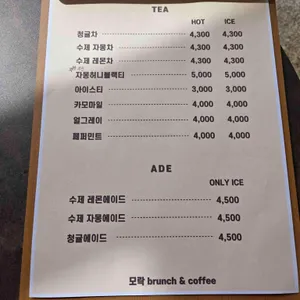 TEA
HOT ICE
청귤차 4,300 4,300
수제 자몽차 4,300 4,300
수제 레몬차 4,300 4,300
자몽허니블랙티 5,000 5,000
아이스티 3,000 3,000
카모마일 4,000 4,000
얼그레이 4,000 4,000
페퍼민트 4,000 4,000
ADE
ONLY ICE
수제 레몬에이드 4,500
수제 자몽에이드 4,500
청귤에이드 4,500
모락 brunch & coffee